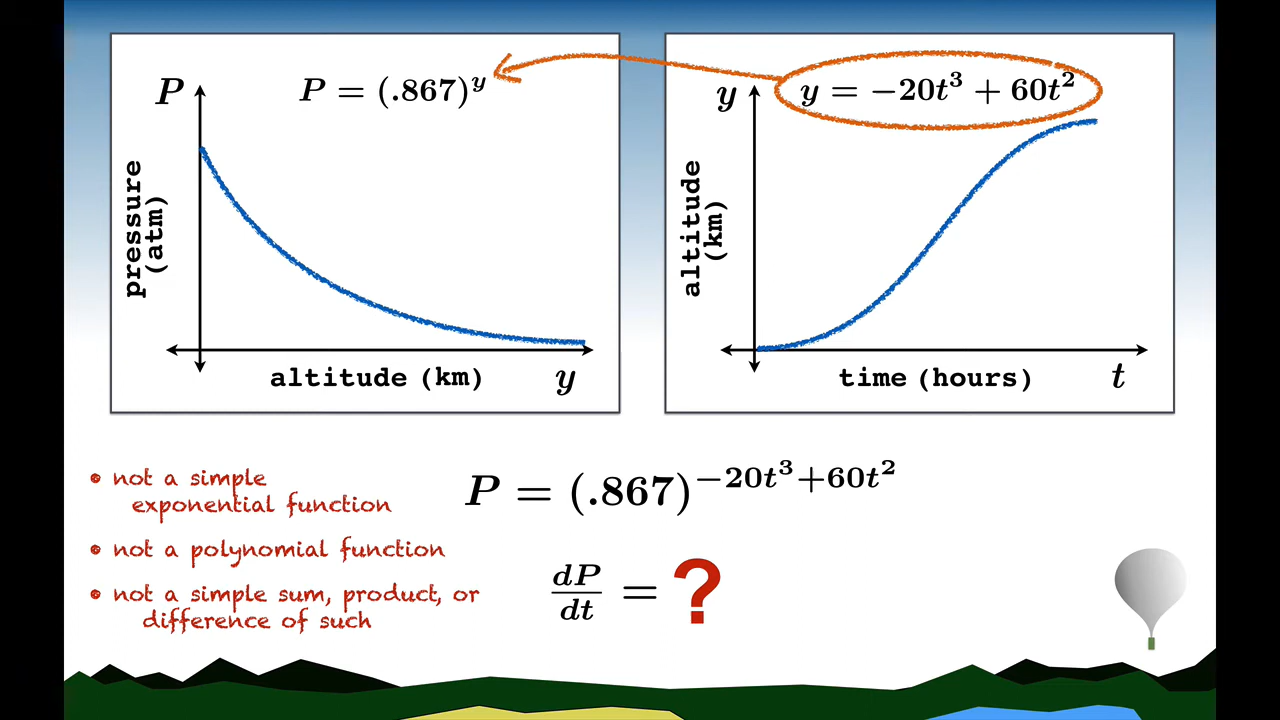 P
P = (.867)^y
pressure
(atm)
altitude (km)
y
y
y = −20t³ + 60t²
altitude
(km)
time (hours)
t
• not a simple
exponential function
• not a polynomial function
• not a simple sum, product, or
difference of such
P = (.867)^{−20t³+60t²}
dP/dt = ?